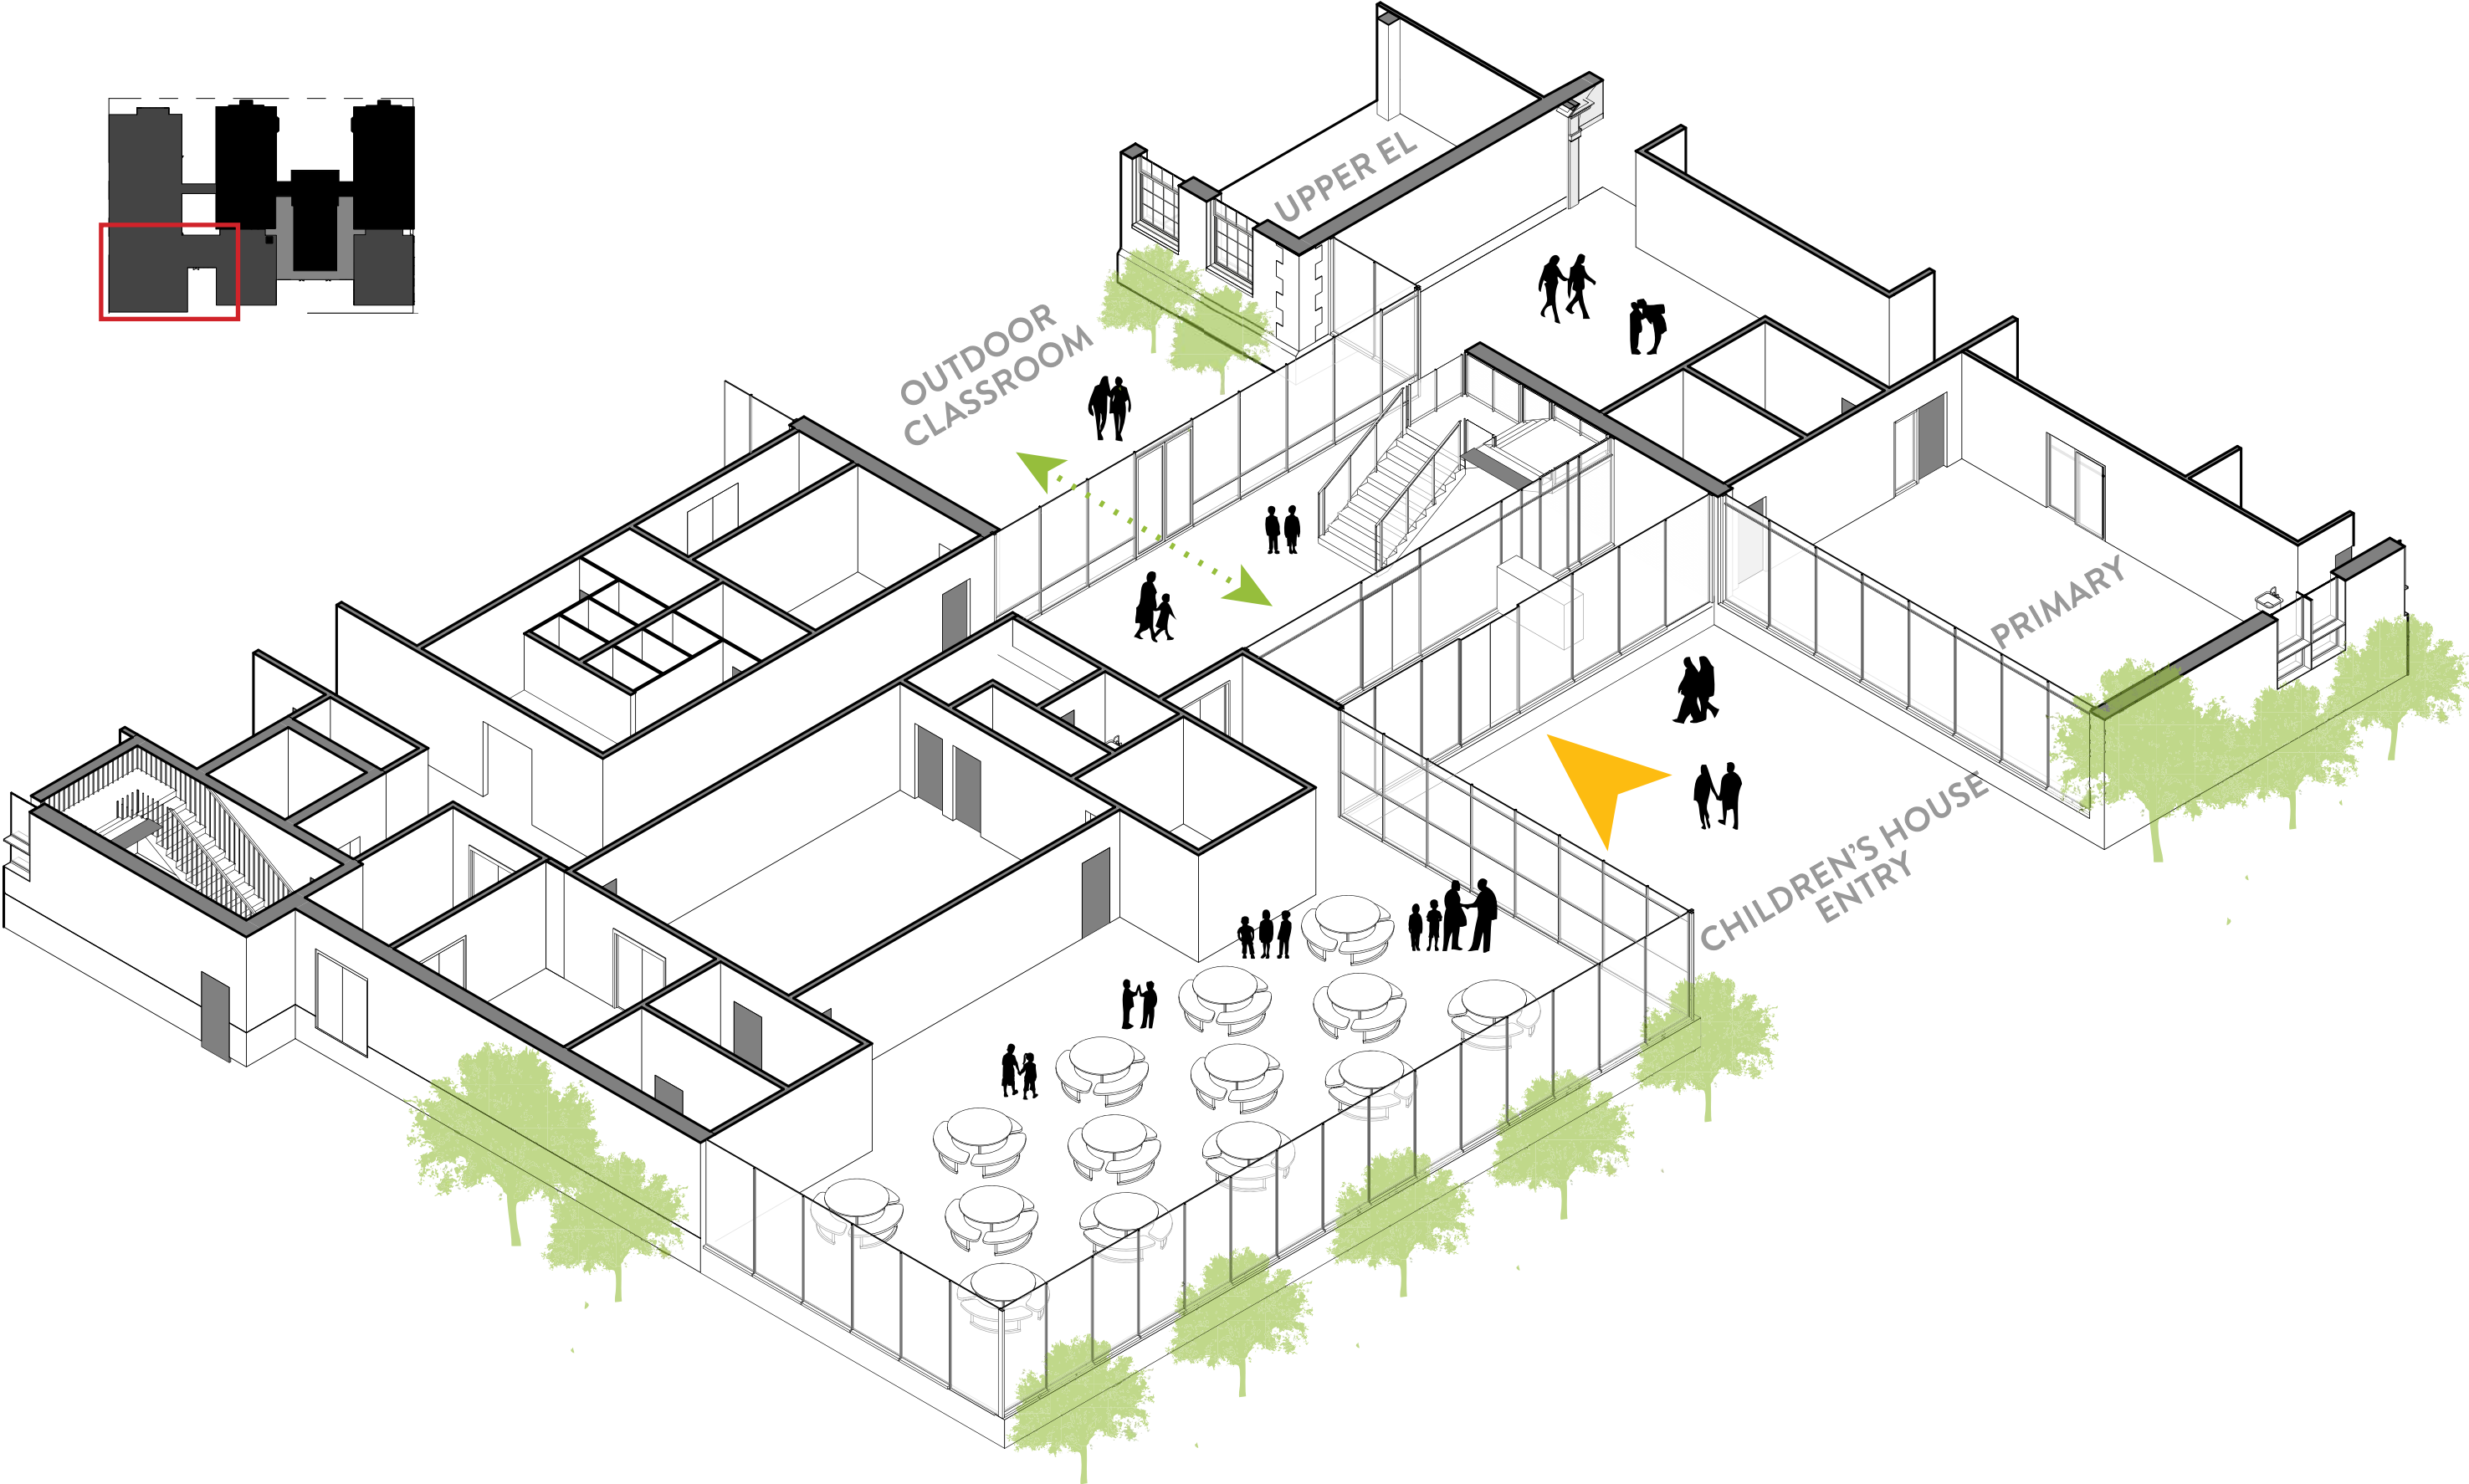 UPPER EL
OUTDOOR
CLASSROOM
PRIMARY
CHILDREN'S HOUSE
ENTRY